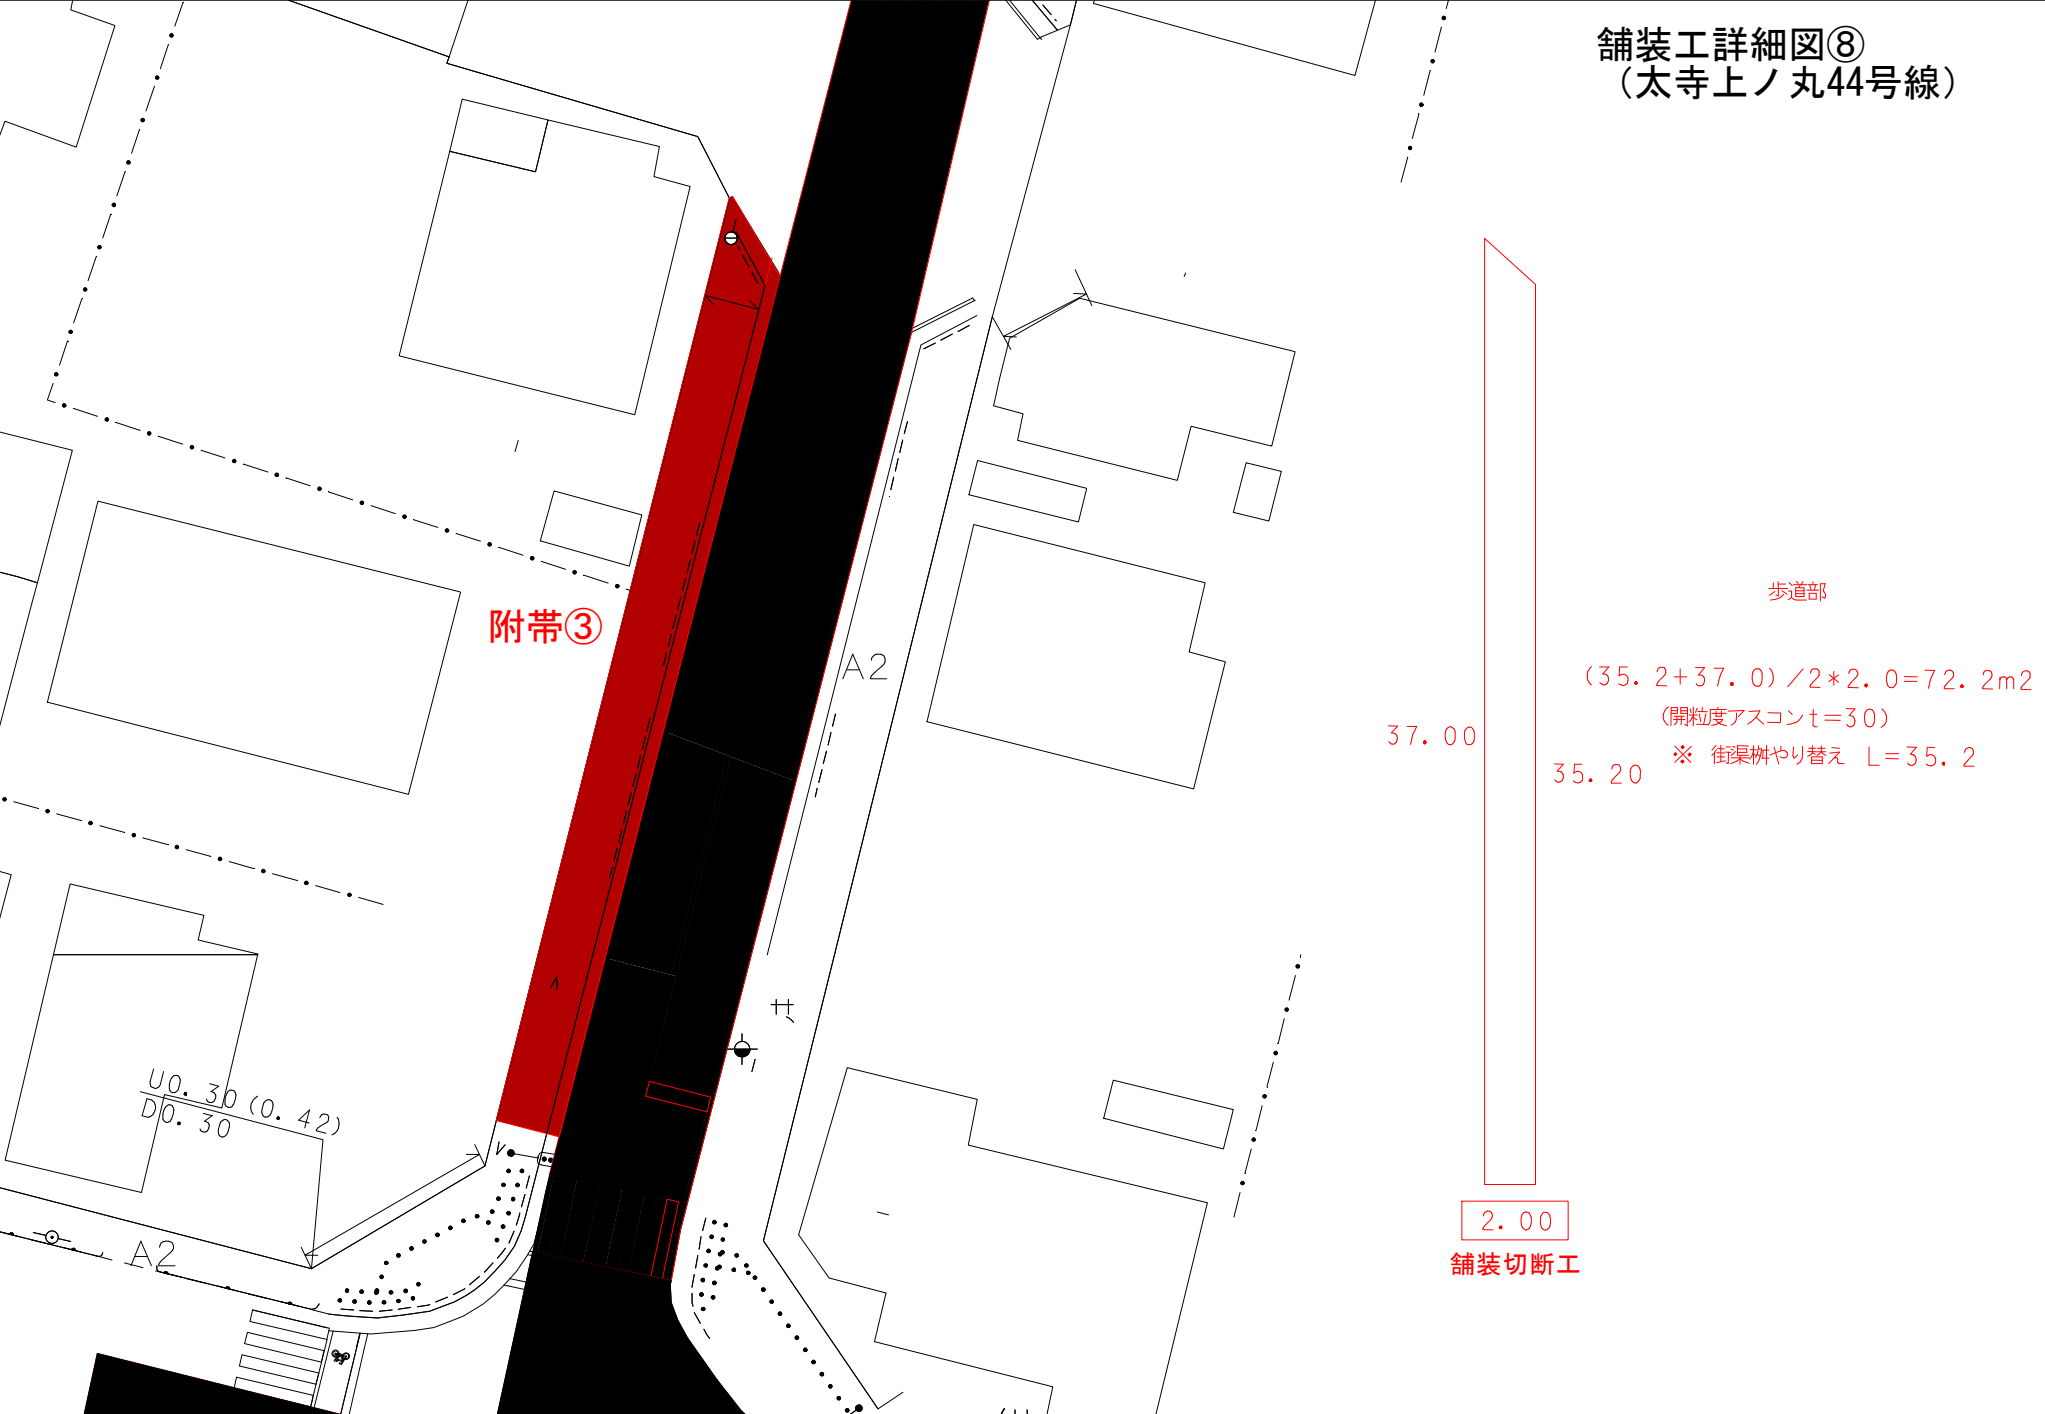 舗装工詳細図⑧
（太寺上ノ丸44号線）
附帯③
A2
歩道部
(35.2+37.0)/2*2.0=72.2m2
(開粒度アスコンt=30)
※ 街渠桝やり替え L=35.2
37.00
35.20
U0.30(0.42)
D0.30
A2
2.00
舗装切断工